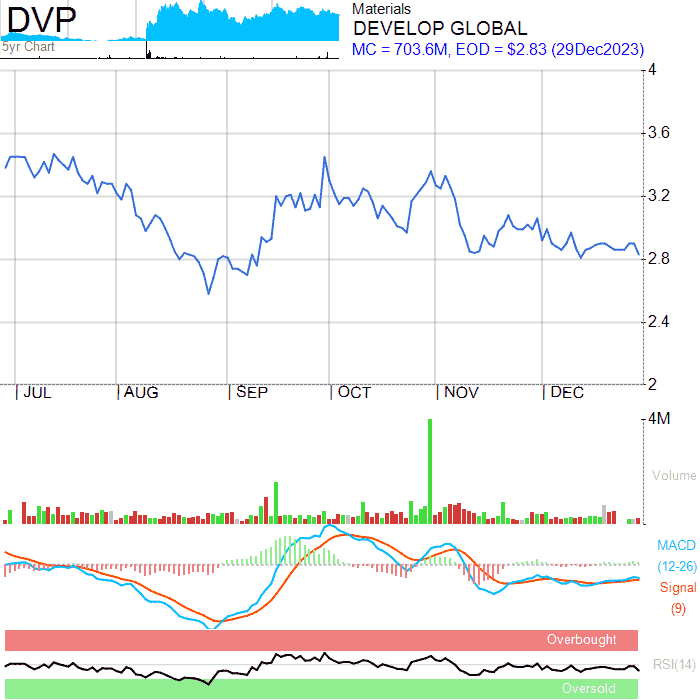 DVP
5yr Chart
Materials
DEVELOP GLOBAL
MC = 703.6M, EOD = $2.83 (29Dec2023)
4
3.6
3.2
2.8
2.4
2
JUL AUG SEP OCT NOV DEC
4M
Volume
MACD
(12-26)
Signal
(9)
Overbought
RSI(14)
Oversold